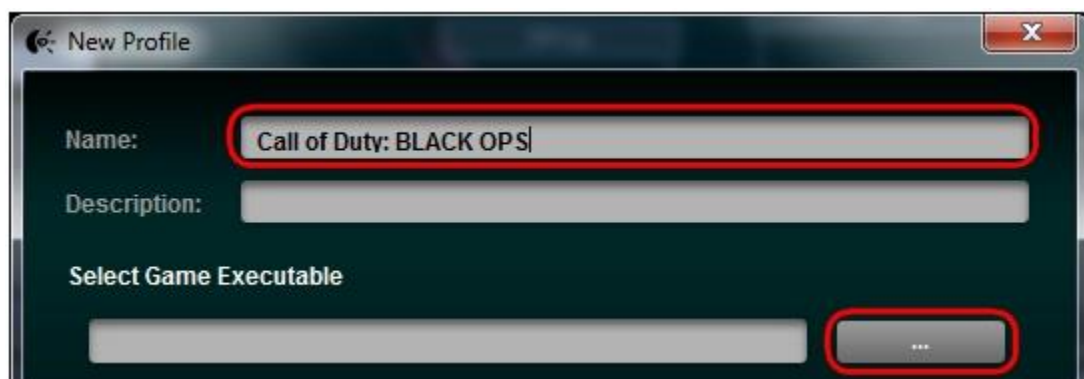 New Profile
Name: Call of Duty: BLACK OPS
Description:
Select Game Executable
...